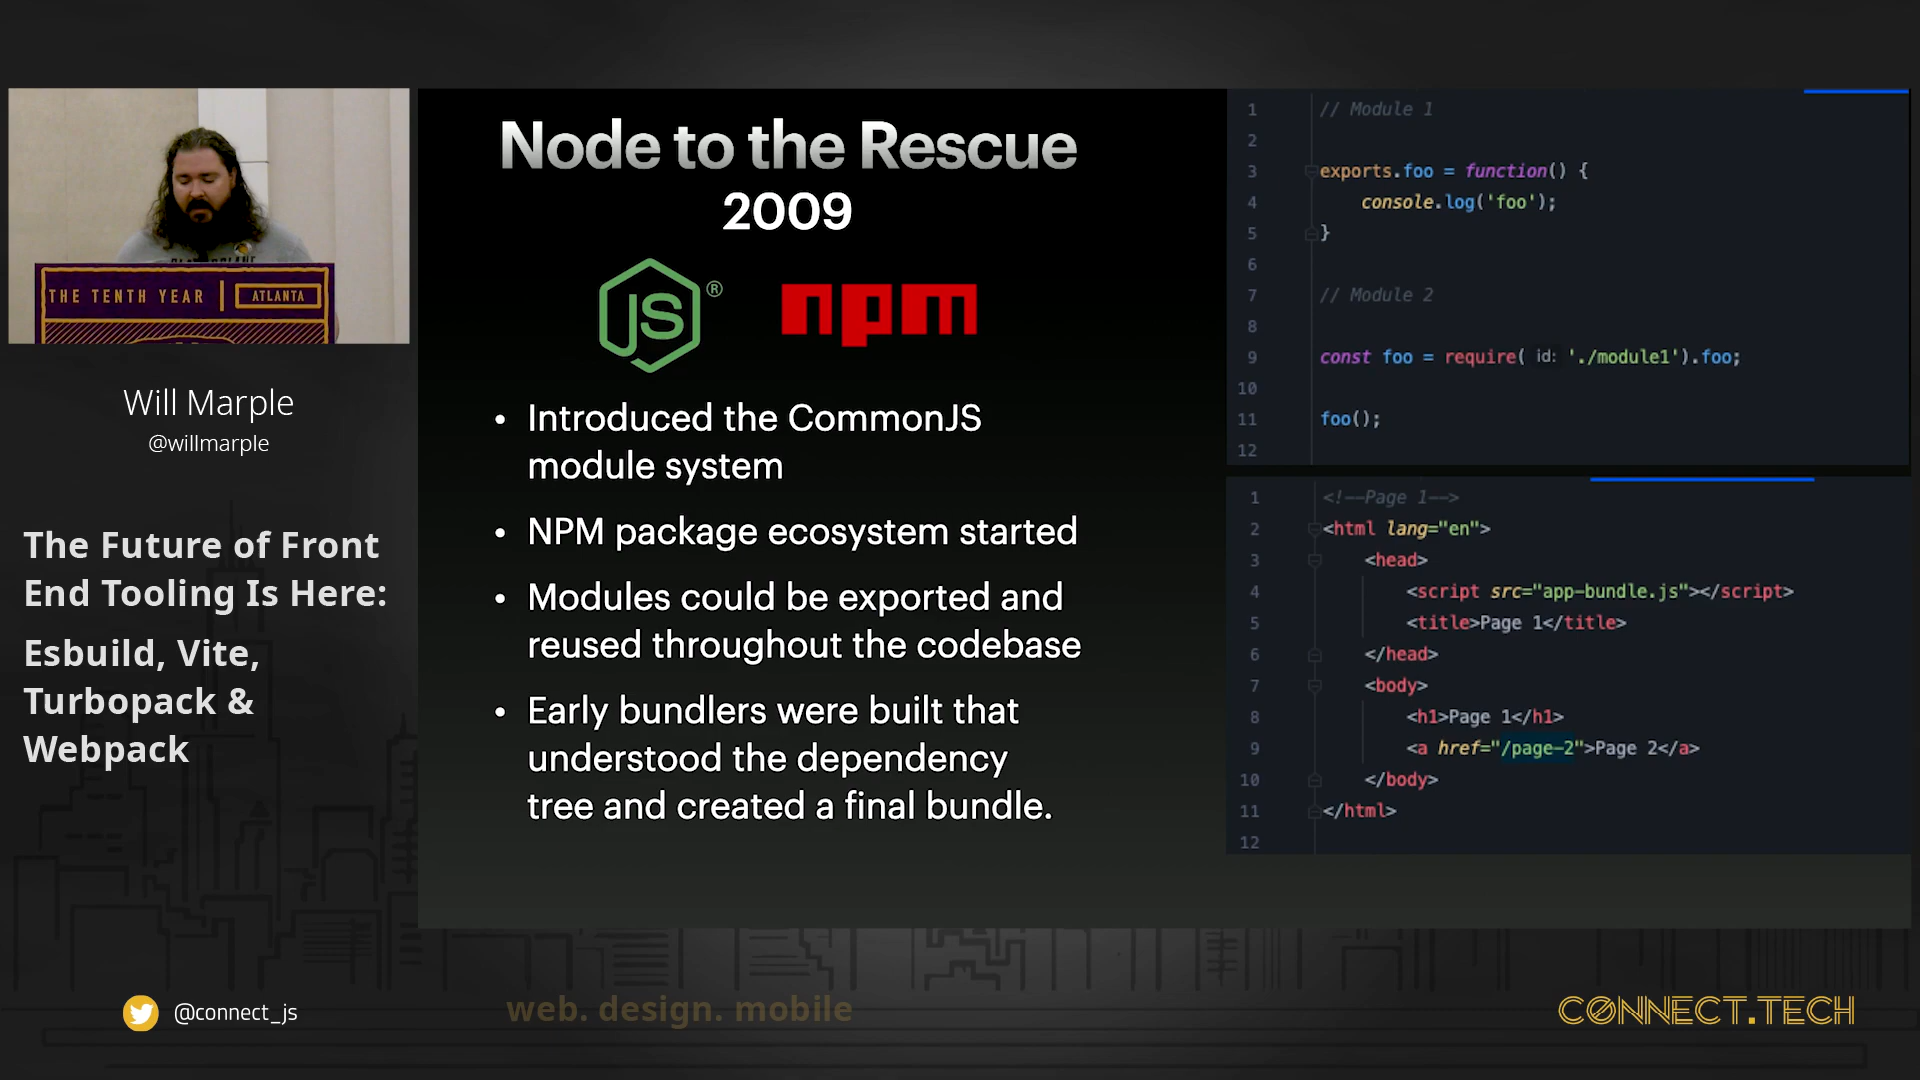 THE TENTH YEAR | ATLANTA
Will Marple
@willmarple
The Future of Front
End Tooling Is Here:
Esbuild, Vite,
Turbopack &
Webpack
Node to the Rescue
2009
JS®
npm
• Introduced the CommonJS
module system
• NPM package ecosystem started
• Modules could be exported and
reused throughout the codebase
• Early bundlers were built that
understood the dependency
tree and created a final bundle.
1 // Module 1
2
3 exports.foo = function() {
4 console.log('foo');
5 }
6
7 // Module 2
8
9 const foo = require( id: './module1').foo;
10
11 foo();
12
1 <!--Page 1-->
2 <html lang="en">
3 <head>
4 <script src="app-bundle.js"></script>
5 <title>Page 1</title>
6 </head>
7 <body>
8 <h1>Page 1</h1>
9 <a href="/page-2">Page 2</a>
10 </body>
11 </html>
12
@connect_js
web. design. mobile
CONNECT.TECH